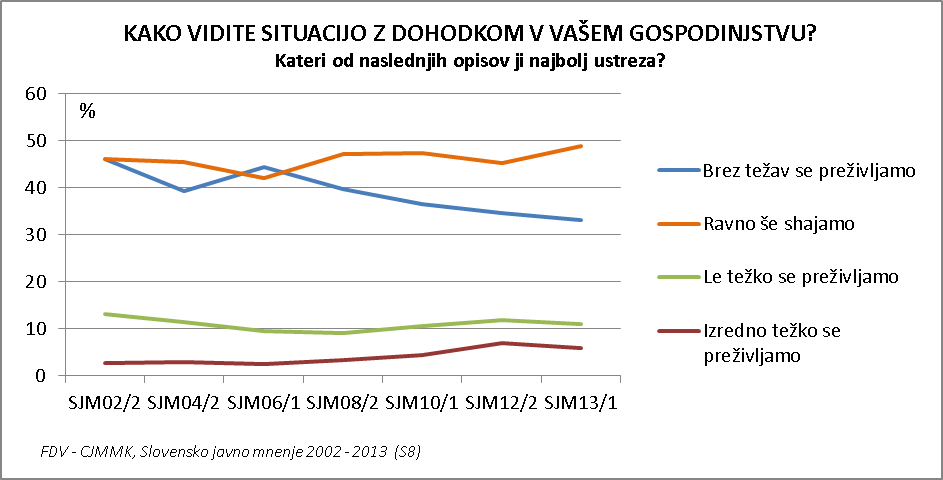 KAKO VIDITE SITUACIJO Z DOHODKOM V VAŠEM GOSPODINJSTVU?
Kateri od naslednjih opisov ji najbolj ustreza?
60
%
50
40
30
20
10
0
SJM02/2 SJM04/2 SJM06/1 SJM08/2 SJM10/1 SJM12/2 SJM13/1
Brez težav se preživljamo
Ravno še shajamo
Le težko se preživljamo
Izredno težko se
preživljamo
FDV - CJMMK, Slovensko javno mnenje 2002 - 2013 (S8)